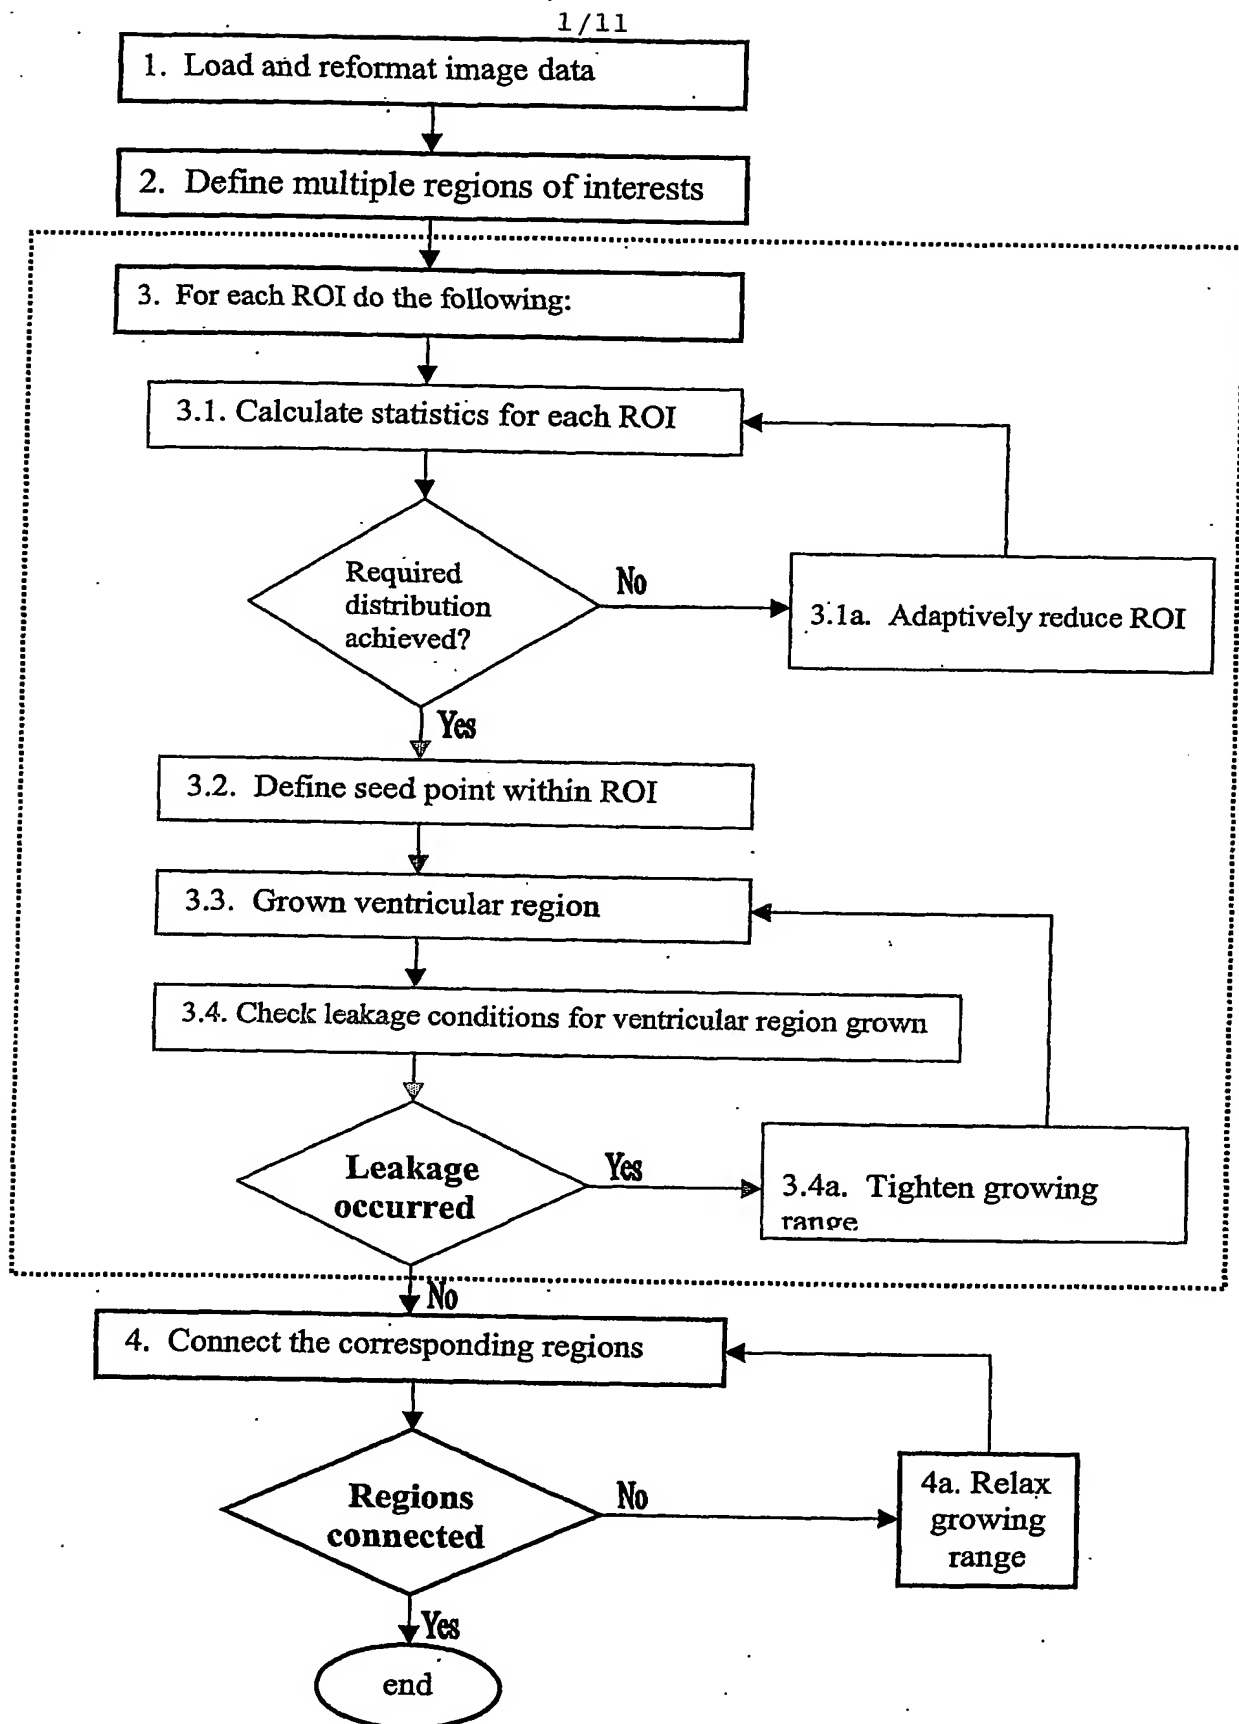 1/11
1. Load and reformat image data
2. Define multiple regions of interests
3. For each ROI do the following:
3.1. Calculate statistics for each ROI
Required
distribution
achieved?
No
3.1a. Adaptively reduce ROI
Yes
3.2. Define seed point within ROI
3.3. Grown ventricular region
3.4. Check leakage conditions for ventricular region grown
Leakage
occurred
Yes
3.4a. Tighten growing
range
No
4. Connect the corresponding regions
Regions
connected
No
4a. Relax
growing
range
Yes
end